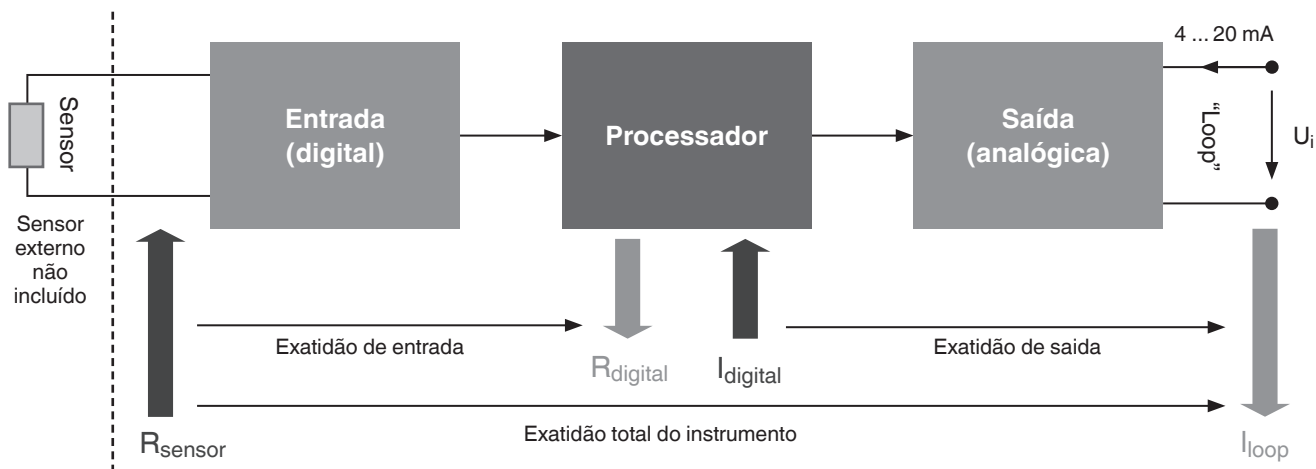 4 ... 20 mA
Sensor
Entrada
(digital)
Processador
Saída
(analógica)
"Loop"
Ui
Sensor
externo
não
incluído
Exatidão de entrada
Exatidão de saida
Rdigital
Idigital
Exatidão total do instrumento
Rsensor
Iloop